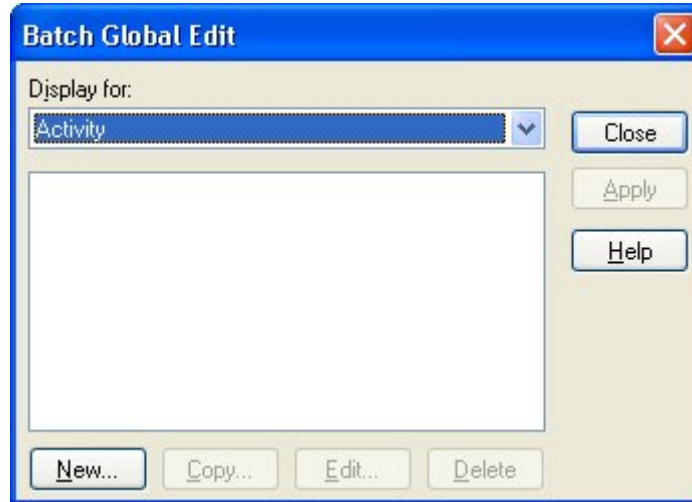 Batch Global Edit
Display for:
Activity
Close
Apply
Help
New...
Copy...
Edit...
Delete